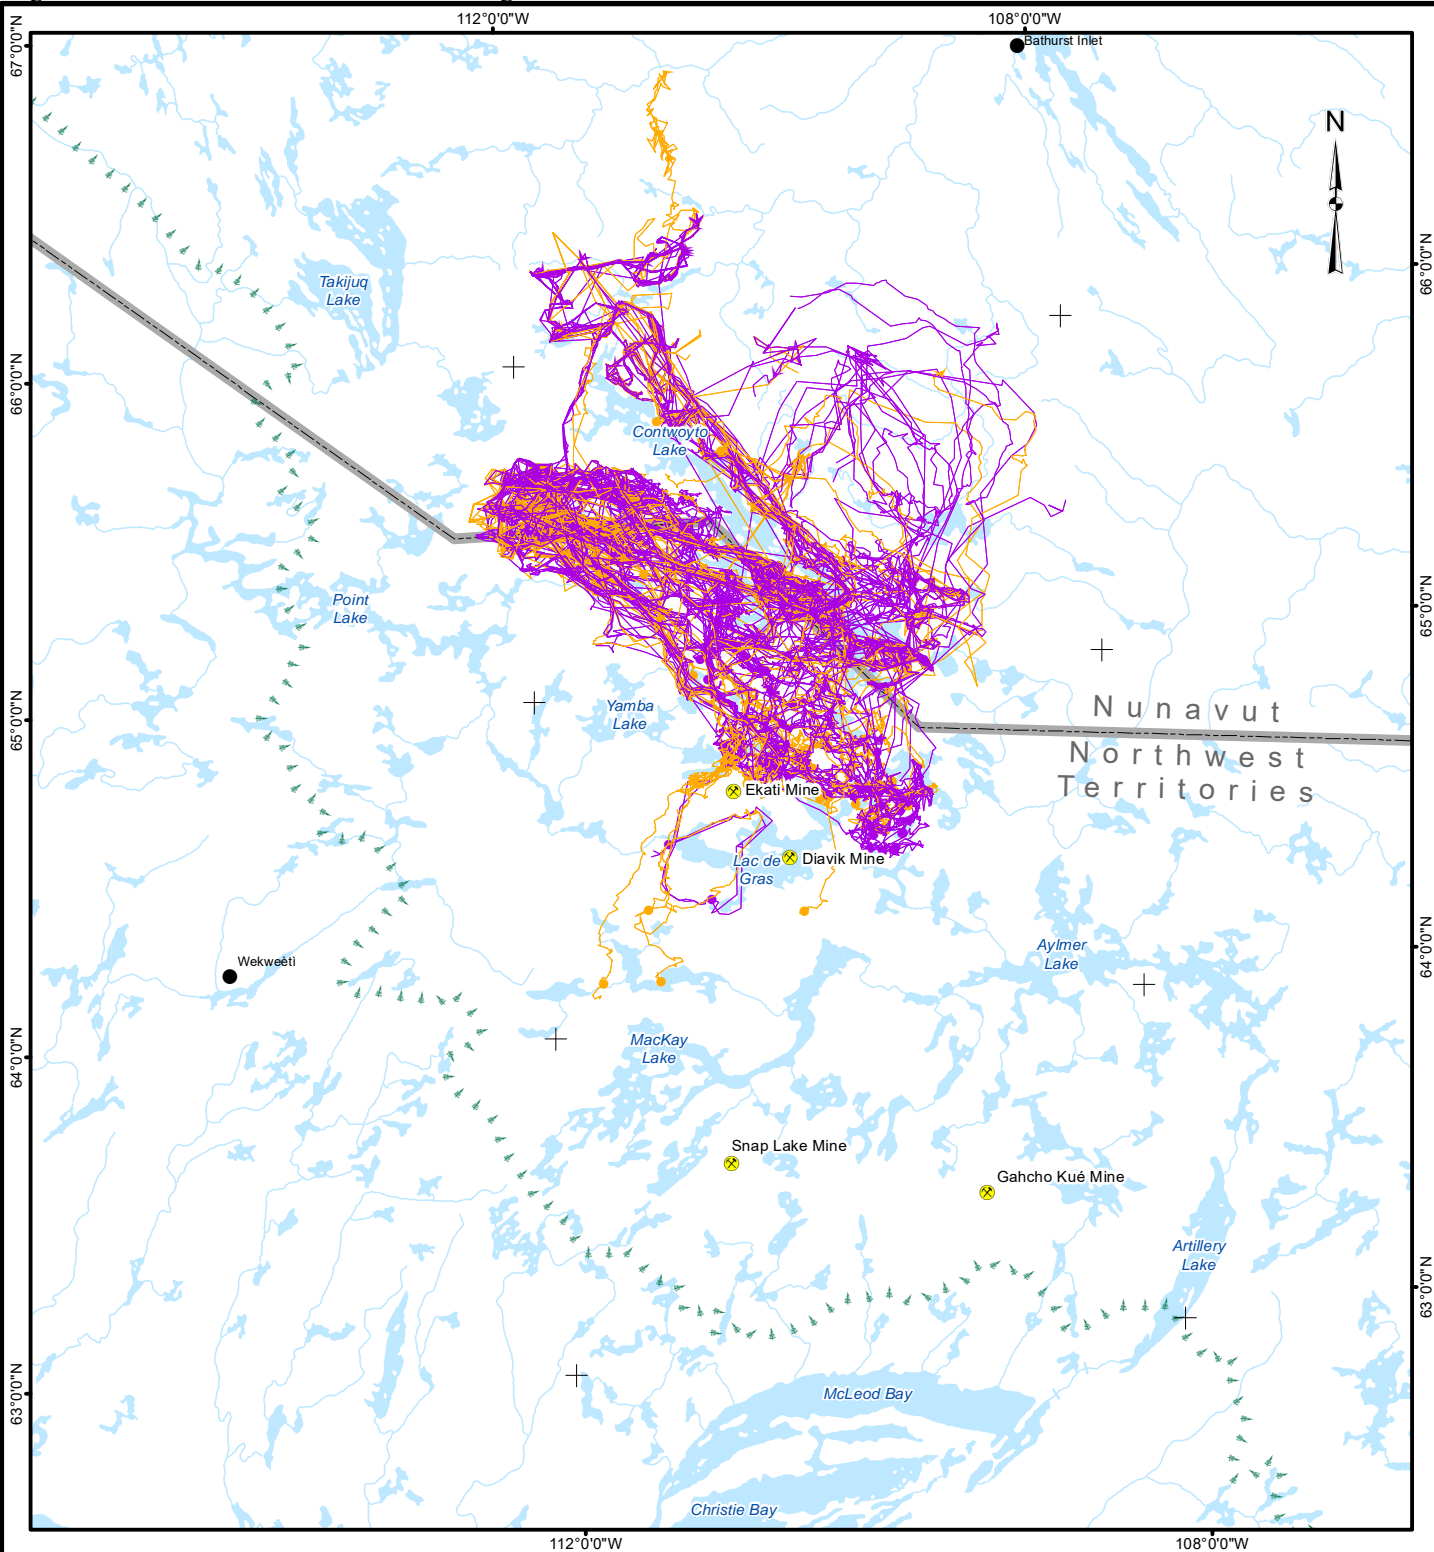 112°0'0"W
108°0'0"W
67°0'0"N
Bathurst Inlet
N
66°0'0"N
Takijuq
Lake
66°0'0"N
Contwoyto
Lake
65°0'0"N
Point
Lake
65°0'0"N
Yamba
Lake
Nunavut
Northwest
Territories
Ekati Mine
Diavik Mine
Lac de
Gras
Wekweètì
Aylmer
Lake
64°0'0"N
64°0'0"N
MacKay
Lake
Snap Lake Mine
Gahcho Kué Mine
Artillery
Lake
63°0'0"N
63°0'0"N
McLeod Bay
Christie Bay
112°0'0"W
108°0'0"W